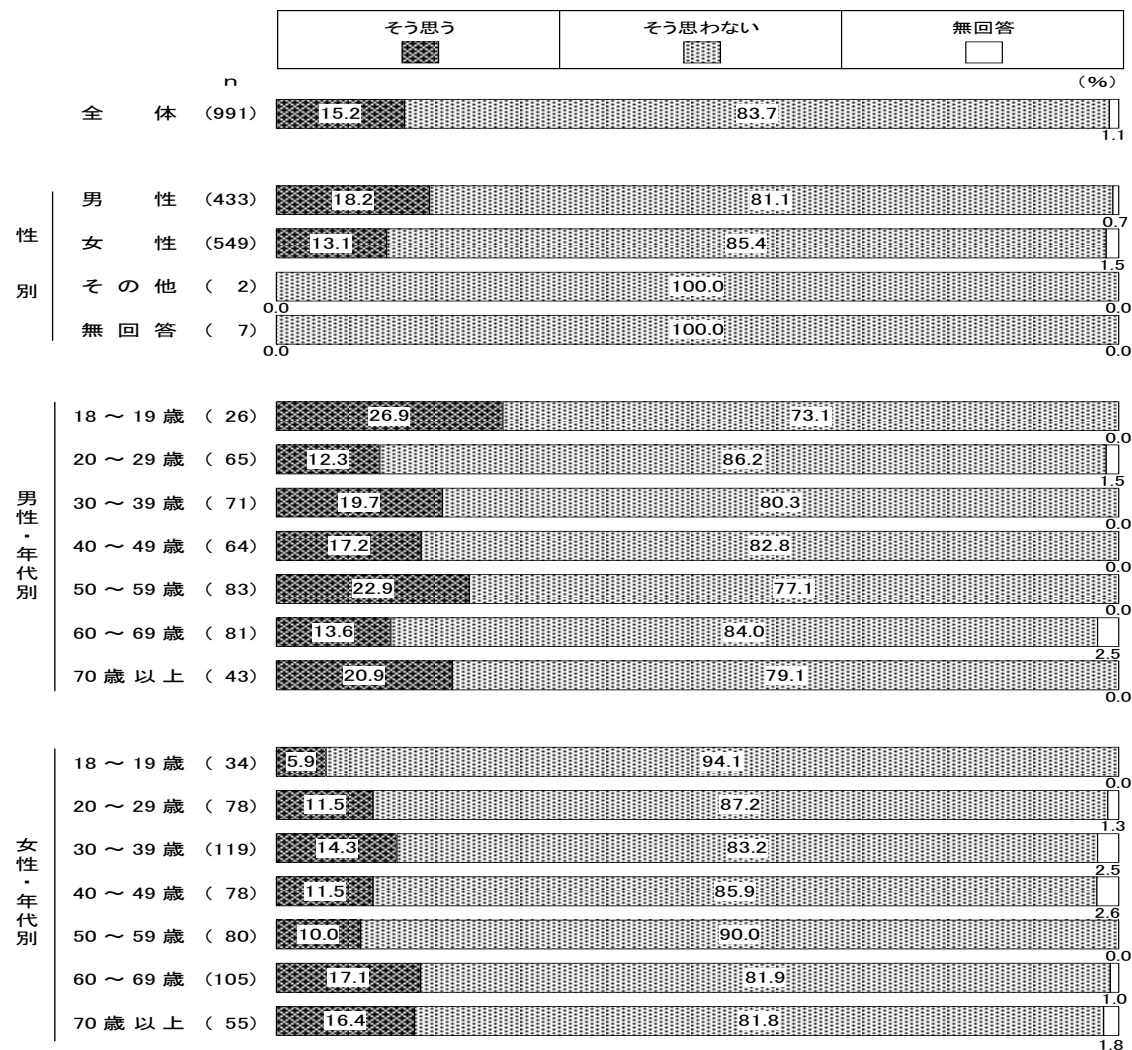 そう思う　そう思わない　無回答
n　(%)
全体 (991) 15.2 83.7 1.1
性別
男性 (433) 18.2 81.1 0.7
女性 (549) 13.1 85.4 1.5
その他 ( 2) 0.0 100.0 0.0
無回答 ( 7) 0.0 100.0 0.0
男性・年代別
18～19歳 ( 26) 26.9 73.1 0.0
20～29歳 ( 65) 12.3 86.2 1.5
30～39歳 ( 71) 19.7 80.3 0.0
40～49歳 ( 64) 17.2 82.8 0.0
50～59歳 ( 83) 22.9 77.1 0.0
60～69歳 ( 81) 13.6 84.0 2.5
70歳以上 ( 43) 20.9 79.1 0.0
女性・年代別
18～19歳 ( 34) 5.9 94.1 0.0
20～29歳 ( 78) 11.5 87.2 1.3
30～39歳 (119) 14.3 83.2 2.5
40～49歳 ( 78) 11.5 85.9 2.6
50～59歳 ( 80) 10.0 90.0 0.0
60～69歳 (105) 17.1 81.9 1.0
70歳以上 ( 55) 16.4 81.8 1.8